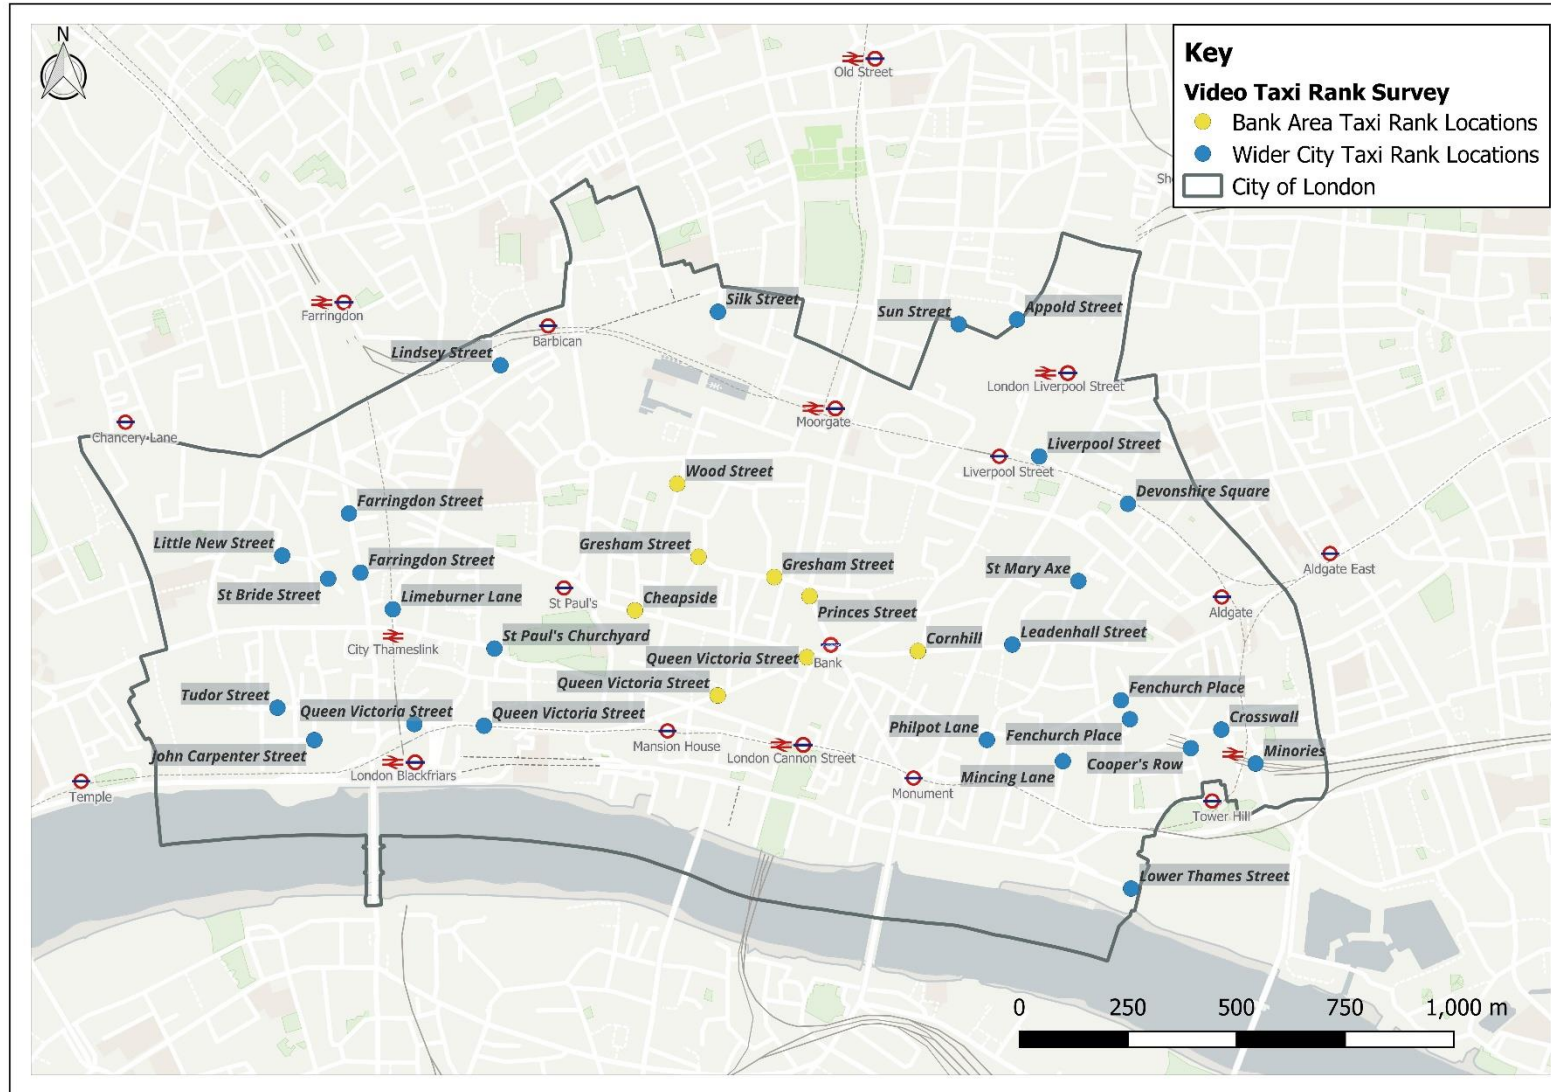 N
Key
Video Taxi Rank Survey
Bank Area Taxi Rank Locations
Wider City Taxi Rank Locations
City of London
Old Street
Sh
Farringdon
Barbican
Silk Street
Sun Street
Appold Street
Lindsey Street
London Liverpool Street
Chancery Lane
Moorgate
Liverpool Street
Liverpool Street
Wood Street
Devonshire Square
Farringdon Street
Little New Street
Farringdon Street
Gresham Street
Gresham Street
St Mary Axe
Aldgate East
St Bride Street
Limeburner Lane
St Paul's
Cheapside
Princes Street
Aldgate
City Thameslink
St Paul's Churchyard
Queen Victoria Street
Bank
Cornhill
Leadenhall Street
Tudor Street
Queen Victoria Street
Queen Victoria Street
Queen Victoria Street
Fenchurch Place
Crosswall
John Carpenter Street
Mansion House
London Cannon Street
Philpot Lane
Fenchurch Place
Minories
London Blackfriars
Mincing Lane
Cooper's Row
Temple
Monument
Tower Hill
Lower Thames Street
0 250 500 750 1,000 m